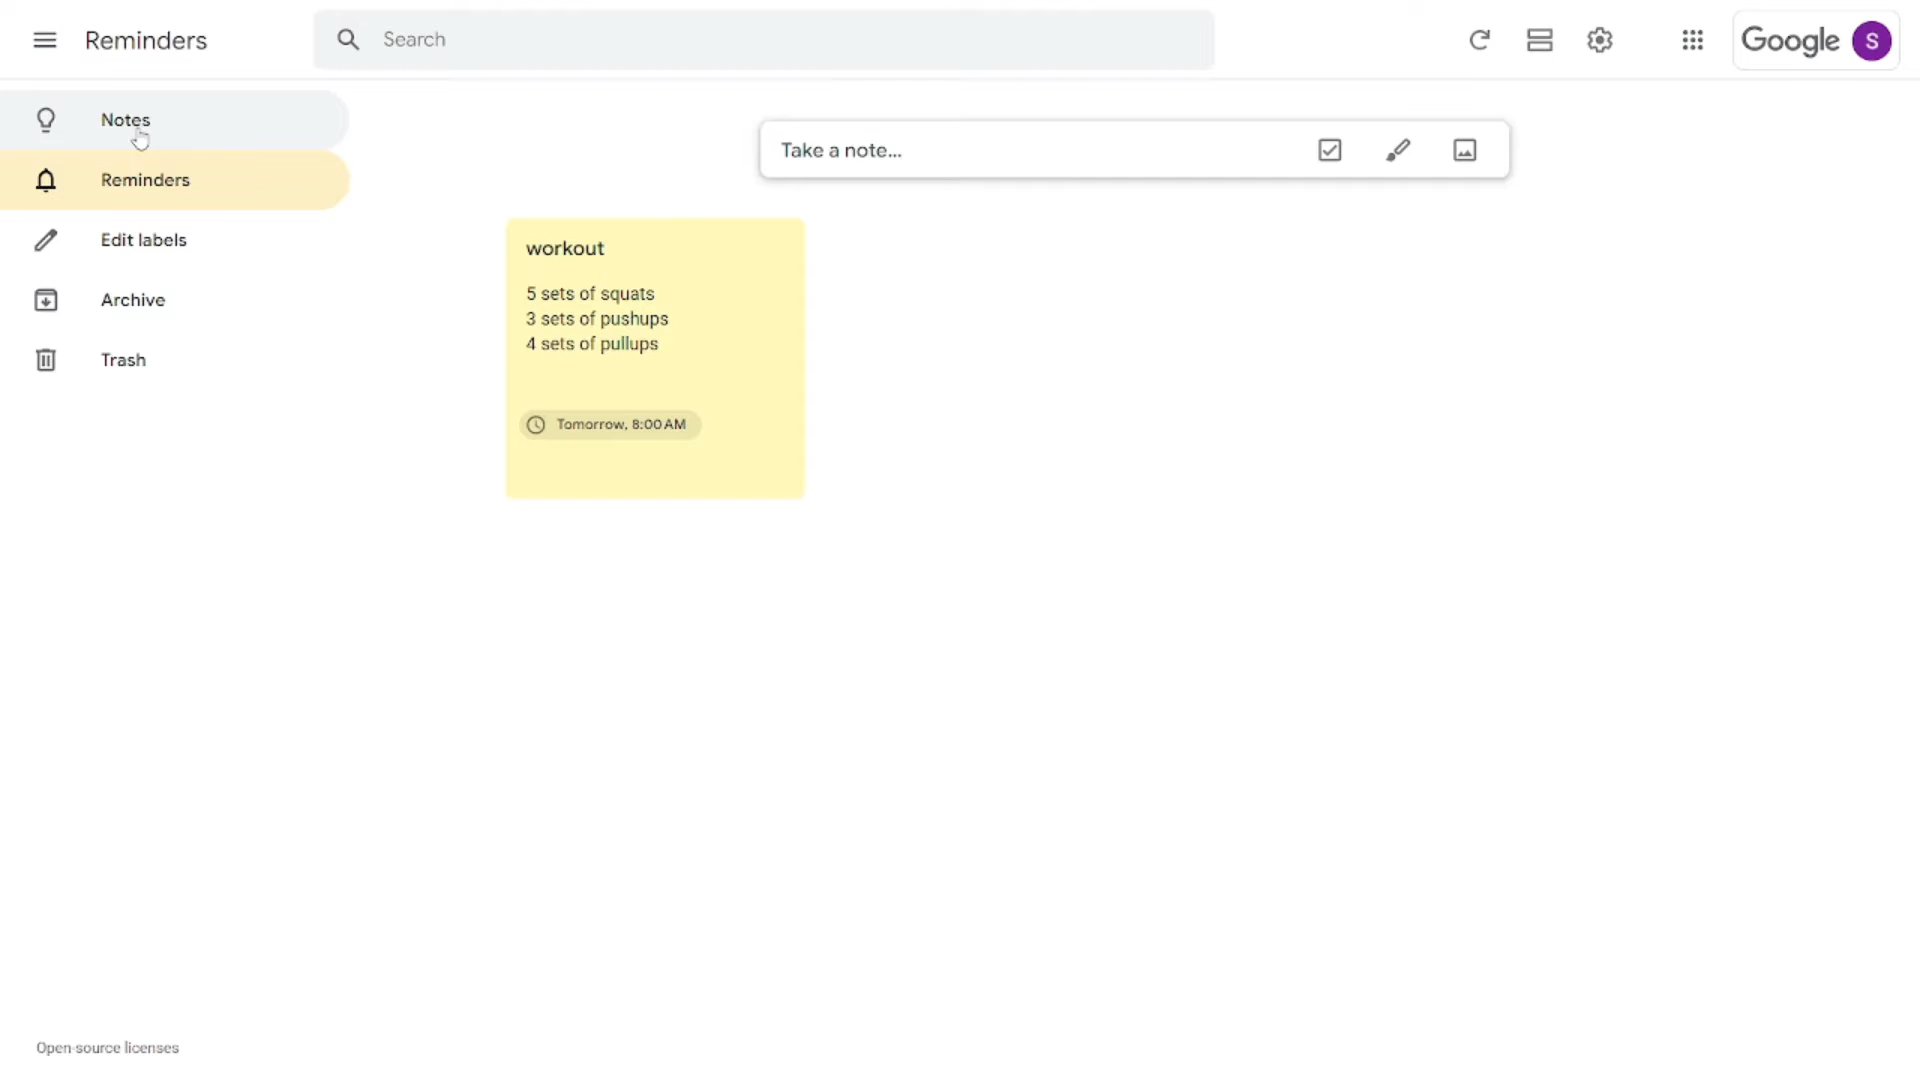 Reminders
Search
Google
S
Notes
Reminders
Edit labels
Archive
Trash
Take a note...
workout
5 sets of squats
3 sets of pushups
4 sets of pullups
Tomorrow, 8:00 AM
Open-source licenses